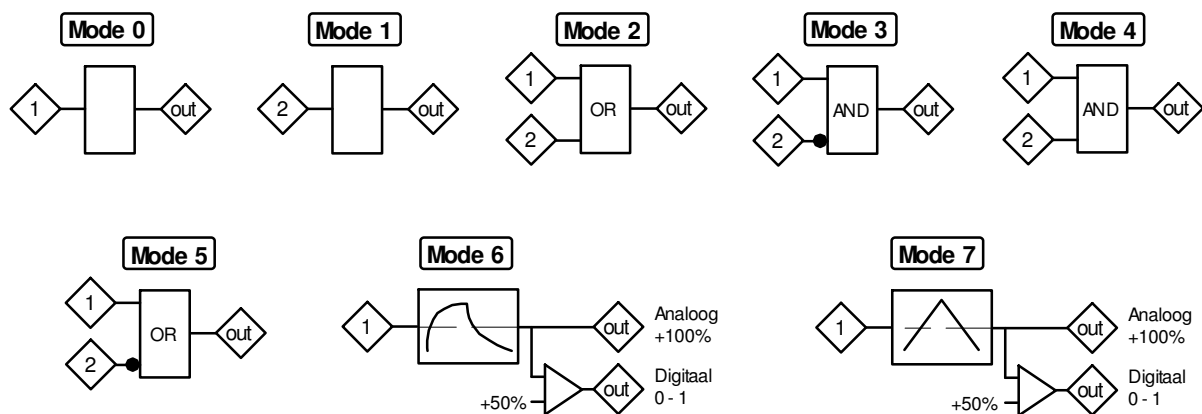 Mode 0
Mode 1
Mode 2
Mode 3
Mode 4
1
out
2
out
1
2
OR
out
1
2
AND
out
1
2
AND
out
Mode 5
Mode 6
Mode 7
1
2
OR
out
1
out
Analoog
+100%
+50%
out
Digitaal
0 - 1
1
out
Analoog
+100%
+50%
out
Digitaal
0 - 1